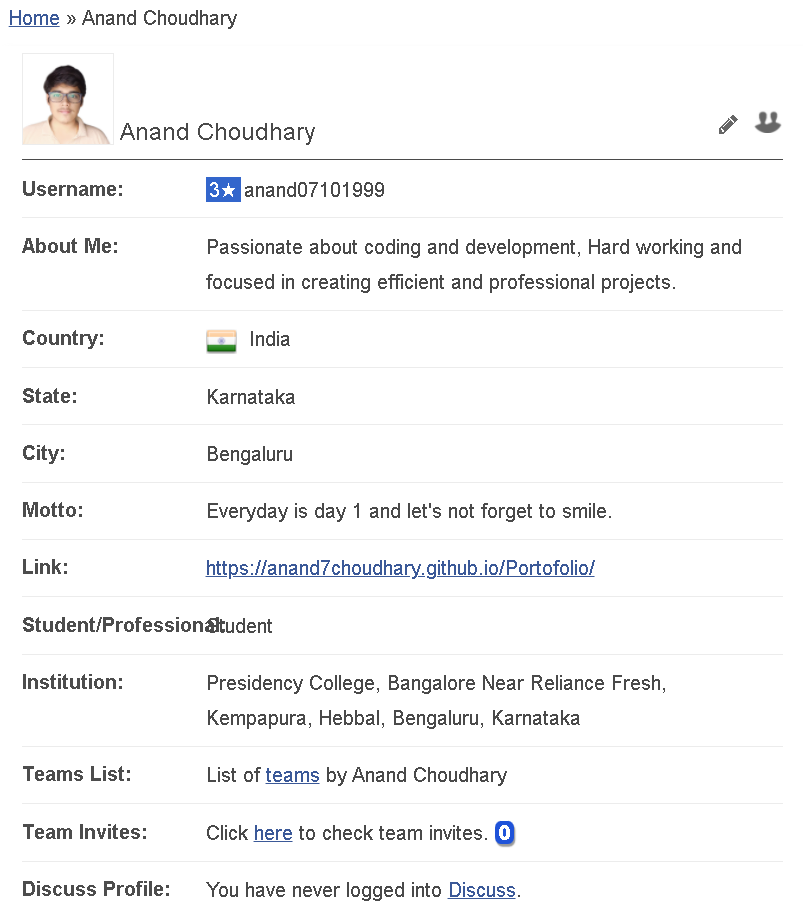 Home » Anand Choudhary
Anand Choudhary
Username: 3★ anand07101999
About Me: Passionate about coding and development, Hard working and
focused in creating efficient and professional projects.
Country: India
State: Karnataka
City: Bengaluru
Motto: Everyday is day 1 and let's not forget to smile.
Link: https://anand7choudhary.github.io/Portofolio/
Student/Professional: Student
Institution: Presidency College, Bangalore Near Reliance Fresh,
Kempapura, Hebbal, Bengaluru, Karnataka
Teams List: List of teams by Anand Choudhary
Team Invites: Click here to check team invites. 0
Discuss Profile: You have never logged into Discuss.